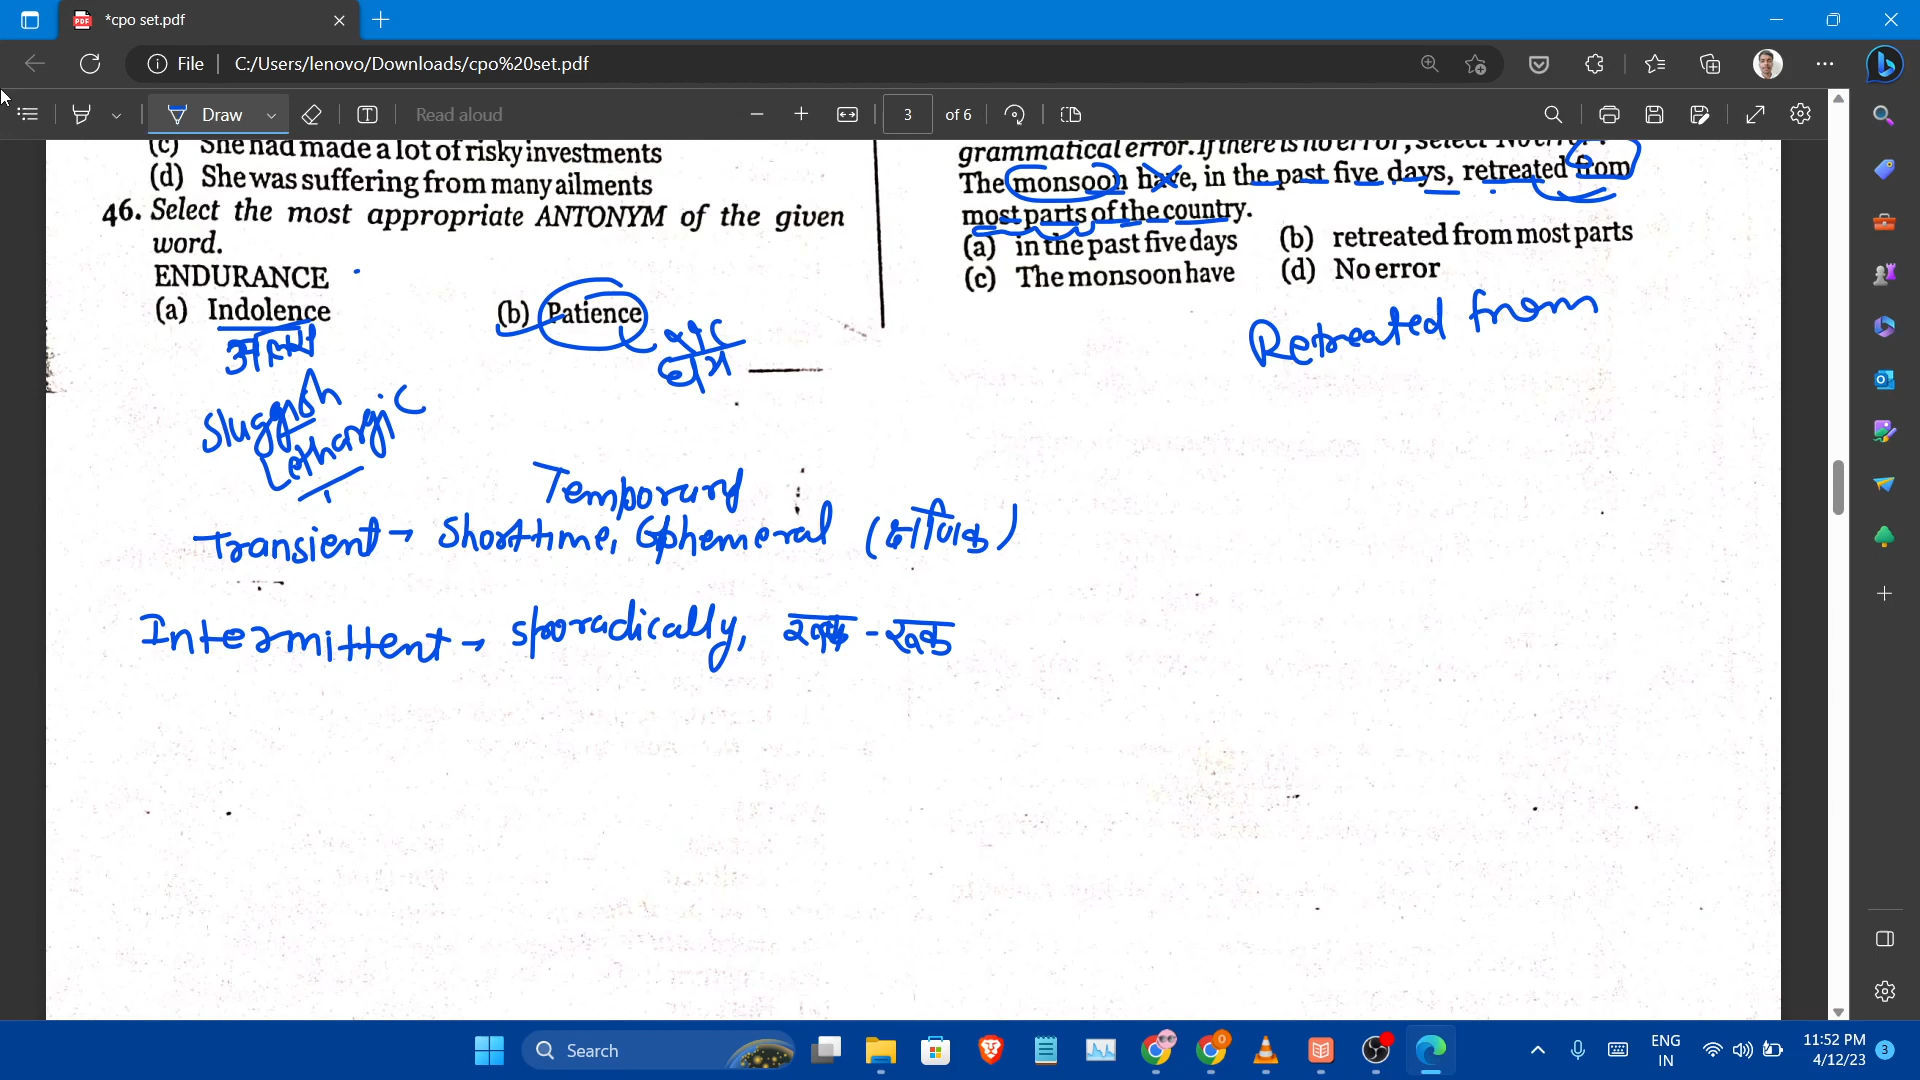 *cpo set.pdf
File
C:/Users/lenovo/Downloads/cpo%20set.pdf
Draw
Read aloud
3
of 6
(c) She had made a lot of risky investments
(d) She was suffering from many ailments
46. Select the most appropriate ANTONYM of the given
word.
ENDURANCE
(a) Indolence
(b) Patience
Sluggish
Lethargic
Temporary
Transient → Short time, Ephemeral
Intermittent → sporadically,
grammatical error. If there is no error, select 'No error'.
The monsoon have, in the past five days, retreated from
most parts of the country.
(a) in the past five days
(b) retreated from most parts
(c) The monsoon have
(d) No error
Retreated from
Search
ENG
IN
11:52 PM
4/12/23
3